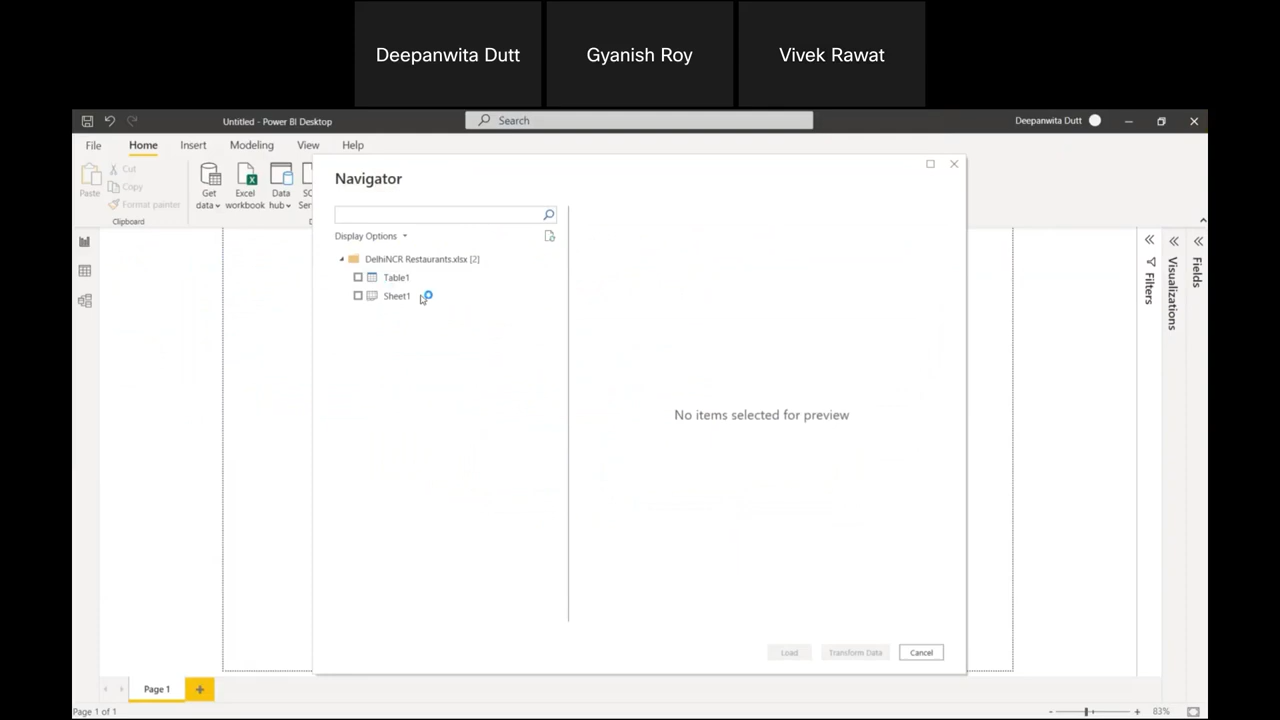 Deepanwita Dutt
Gyanish Roy
Vivek Rawat
Untitled - Power BI Desktop
Search
Deepanwita Dutt
File
Home
Insert
Modeling
View
Help
Paste
Cut
Copy
Format painter
Clipboard
Get data
Excel workbook
Data hub
Navigator
Display Options
DelhiNCR Restaurants.xlsx [2]
Table1
Sheet1
No items selected for preview
Load
Transform Data
Cancel
Filters
Visualizations
Fields
Page 1
Page 1 of 1
83%